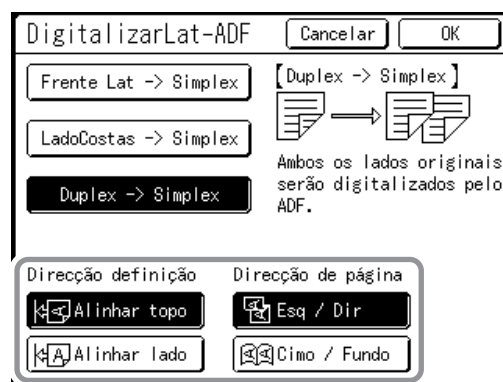 DigitalizarLat-ADF Cancelar OK
Frente Lat -> Simplex
LadoCostas -> Simplex
Duplex -> Simplex
【Duplex -> Simplex】
Ambos os lados originais
serão digitalizados pelo
ADF.
Direcção definição Direcção de página
Alinhar topo Esq / Dir
Alinhar lado Cimo / Fundo